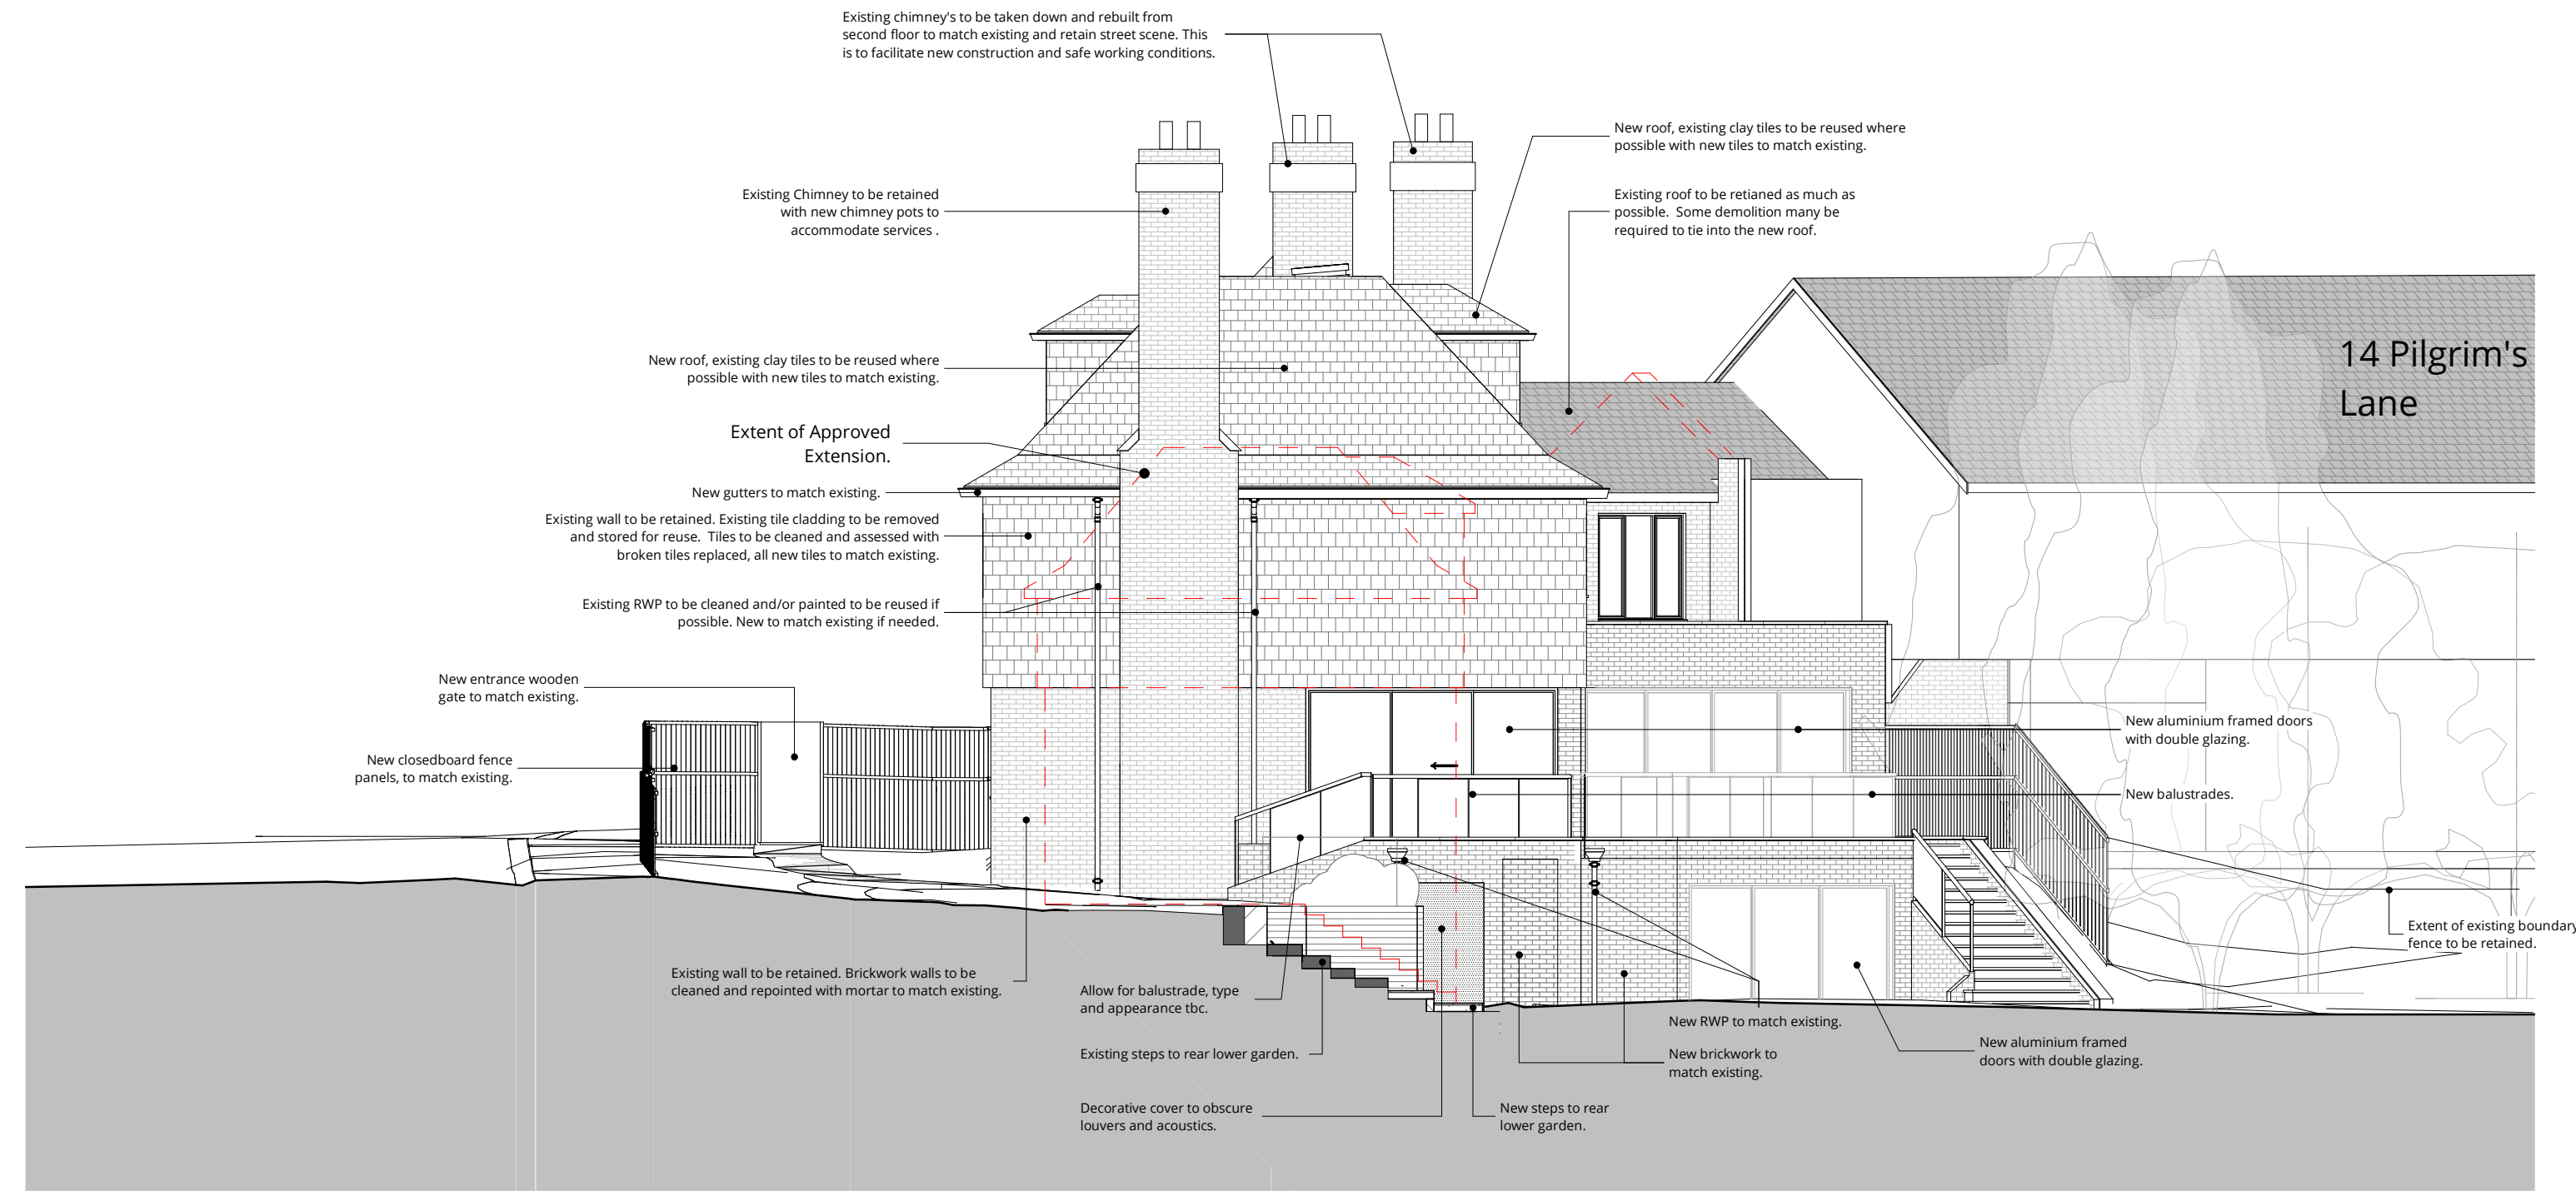 Existing chimney's to be taken down and rebuilt from
second floor to match existing and retain street scene. This
is to facilitate new construction and safe working conditions.
New roof, existing clay tiles to be reused where
possible with new tiles to match existing.
Existing Chimney to be retained
with new chimney pots to
accommodate services .
Existing roof to be retianed as much as
possible.  Some demolition many be
required to tie into the new roof.
14 Pilgrim's
Lane
New roof, existing clay tiles to be reused where
possible with new tiles to match existing.
Extent of Approved
Extension.
New gutters to match existing.
Existing wall to be retained. Existing tile cladding to be removed
and stored for reuse.  Tiles to be cleaned and assessed with
broken tiles replaced, all new tiles to match existing.
Existing RWP to be cleaned and/or painted to be reused if
possible. New to match existing if needed.
New entrance wooden
gate to match existing.
New closedboard fence
panels, to match existing.
New aluminium framed doors
with double glazing.
New balustrades.
Extent of existing boundary
fence to be retained.
Existing wall to be retained. Brickwork walls to be
cleaned and repointed with mortar to match existing.
Allow for balustrade, type
and appearance tbc.
Existing steps to rear lower garden.
Decorative cover to obscure
louvers and acoustics.
New RWP to match existing.
New brickwork to
match existing.
New aluminium framed
doors with double glazing.
New steps to rear
lower garden.